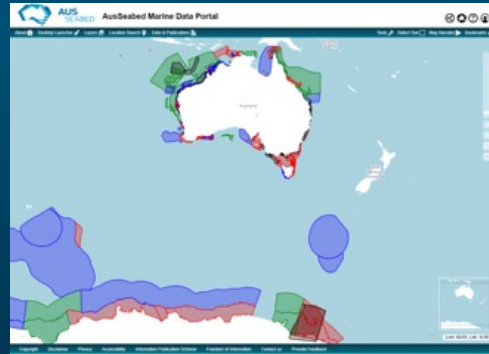 AUS
SEABED
AusSeabed Marine Data Portal
About Desktop Launcher Layers Location Search Data & Publications
Tools Select Tool Map Narrator Bookmarks
Australia
Copyright Disclaimer Privacy Accessibility Information Publication Scheme Freedom of Information Contact us Provide Feedback